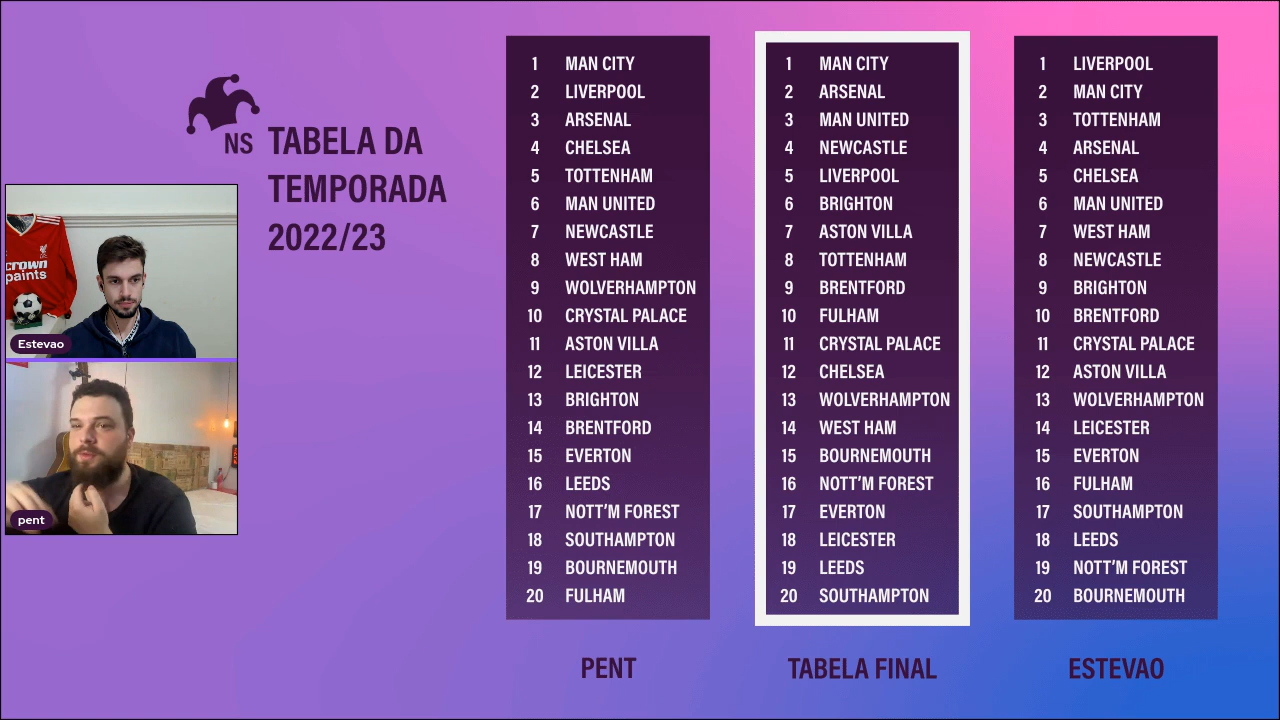 NS
TABELA DA
TEMPORADA
2022/23
crown
paints
Estevao
pent
1 MAN CITY
2 LIVERPOOL
3 ARSENAL
4 CHELSEA
5 TOTTENHAM
6 MAN UNITED
7 NEWCASTLE
8 WEST HAM
9 WOLVERHAMPTON
10 CRYSTAL PALACE
11 ASTON VILLA
12 LEICESTER
13 BRIGHTON
14 BRENTFORD
15 EVERTON
16 LEEDS
17 NOTT'M FOREST
18 SOUTHAMPTON
19 BOURNEMOUTH
20 FULHAM
PENT
1 MAN CITY
2 ARSENAL
3 MAN UNITED
4 NEWCASTLE
5 LIVERPOOL
6 BRIGHTON
7 ASTON VILLA
8 TOTTENHAM
9 BRENTFORD
10 FULHAM
11 CRYSTAL PALACE
12 CHELSEA
13 WOLVERHAMPTON
14 WEST HAM
15 BOURNEMOUTH
16 NOTT'M FOREST
17 EVERTON
18 LEICESTER
19 LEEDS
20 SOUTHAMPTON
TABELA FINAL
1 LIVERPOOL
2 MAN CITY
3 TOTTENHAM
4 ARSENAL
5 CHELSEA
6 MAN UNITED
7 WEST HAM
8 NEWCASTLE
9 BRIGHTON
10 BRENTFORD
11 CRYSTAL PALACE
12 ASTON VILLA
13 WOLVERHAMPTON
14 LEICESTER
15 EVERTON
16 FULHAM
17 SOUTHAMPTON
18 LEEDS
19 NOTT'M FOREST
20 BOURNEMOUTH
ESTEVAO